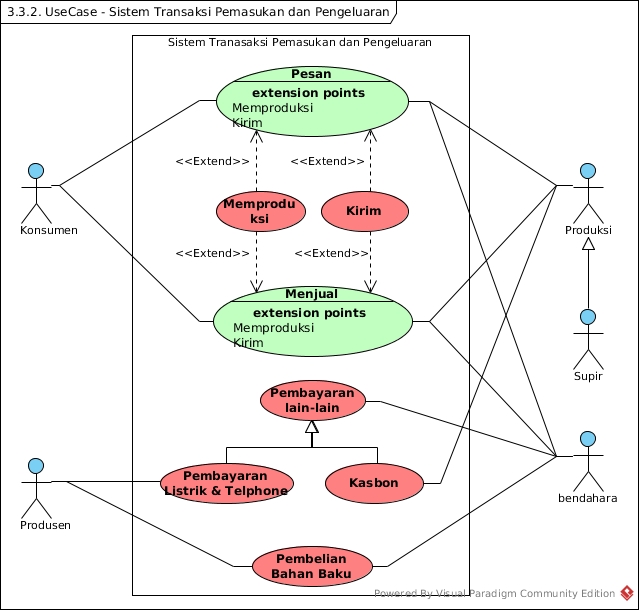 3.3.2. UseCase - Sistem Transaksi Pemasukan dan Pengeluaran
Sistem Tranasaksi Pemasukan dan Pengeluaran
Pesan
extension points
Memproduksi
Kirim
<<Extend>>
<<Extend>>
Konsumen
Memprodu
ksi
Kirim
Produksi
<<Extend>>
<<Extend>>
Menjual
extension points
Memproduksi
Kirim
Supir
Pembayaran
lain-lain
Pembayaran
Listrik & Telphone
Kasbon
Produsen
bendahara
Pembelian
Bahan Baku
Powered By Visual Paradigm Community Edition